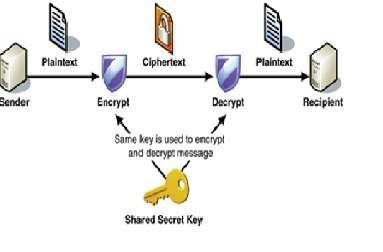 Plaintext Ciphertext Plaintext
Sender Encrypt Decrypt Recipient
Same key is used to encrypt
and decrypt message
Shared Secret Key